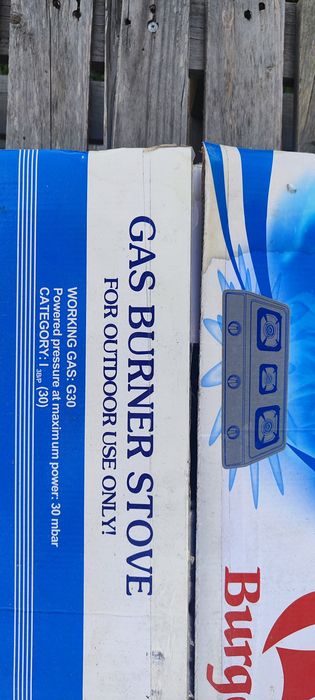 GAS BURNER STOVE
FOR OUTDOOR USE ONLY!
WORKING GAS: G30
Powered pressure at maximum power: 30 mbar
CATEGORY: I 3B/P (30)
Burg